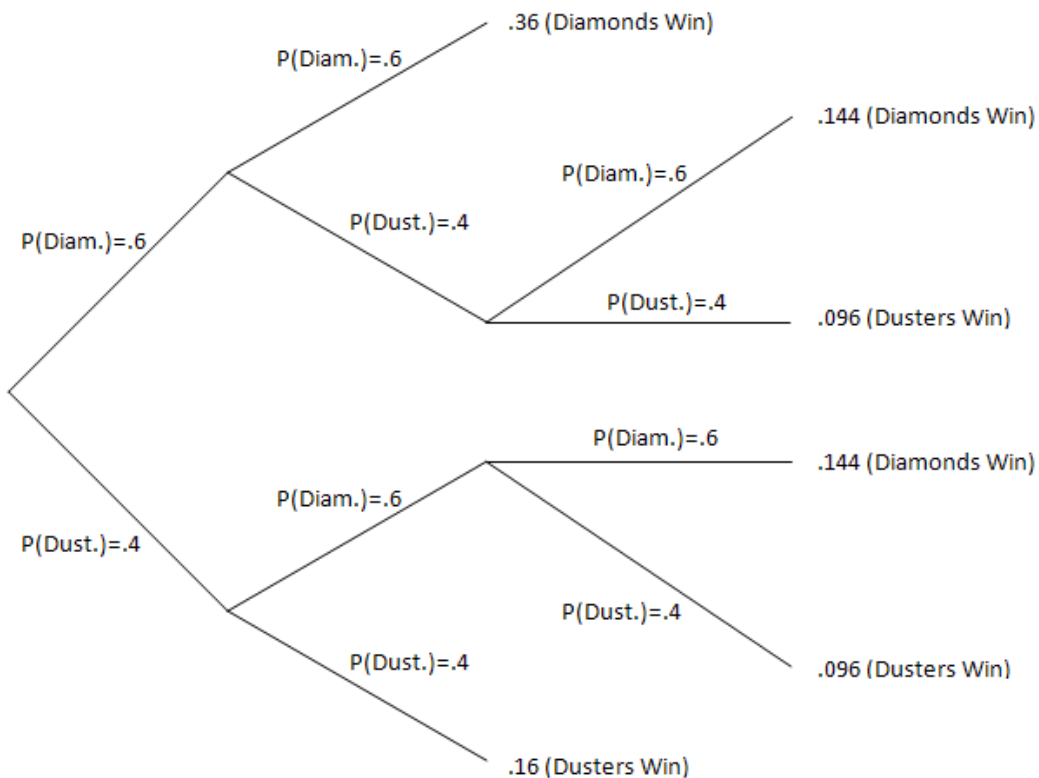 .36 (Diamonds Win)
P(Diam.)=.6
.144 (Diamonds Win)
P(Diam.)=.6
P(Dust.)=.4
P(Diam.)=.6
P(Dust.)=.4
.096 (Dusters Win)
P(Diam.)=.6
.144 (Diamonds Win)
P(Diam.)=.6
P(Dust.)=.4
P(Dust.)=.4
P(Dust.)=.4
.096 (Dusters Win)
.16 (Dusters Win)